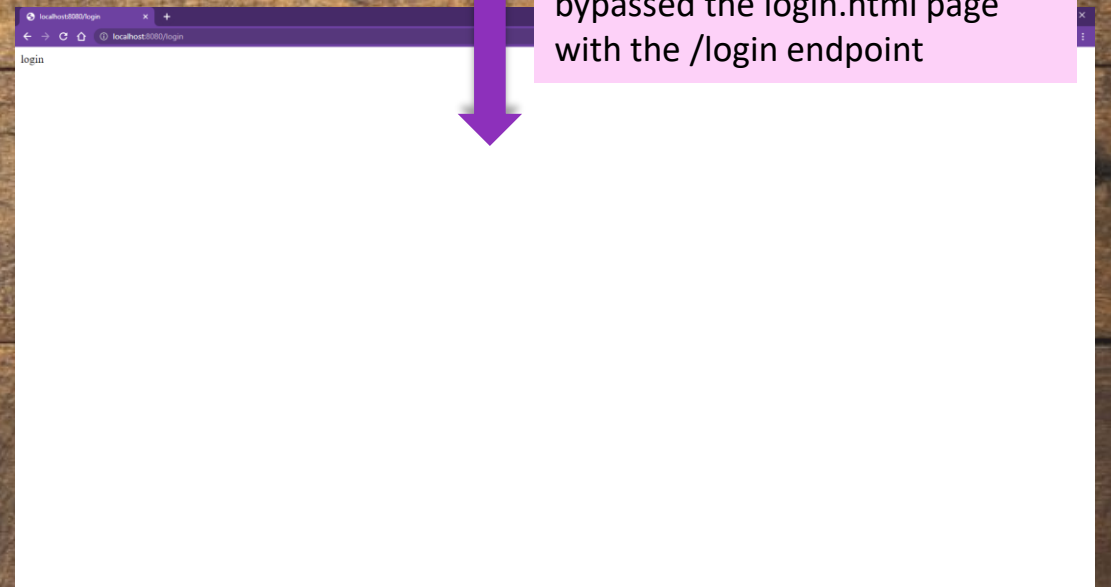 bypassed the login.html page
with the /login endpoint
localhost:8080/login
localhost:8080/login
login